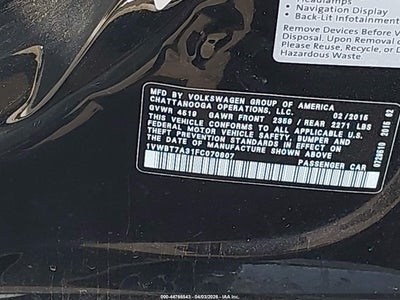 Headlamps
• Navigation Display
• Back-Lit Infotainment
Remove Devices Before V
Disposal. Upon Removal o
Please Reuse, Recycle, or D
Hazardous Waste.
MFD BY VOLKSWAGEN GROUP OF AMERICA
CHATTANOOGA OPERATIONS, LLC. 02/2015
GVWR 4519 GAWR FRONT 2359 / REAR 2271 LBS
THIS VEHICLE CONFORMS TO ALL APPLICABLE U.S.
FEDERAL MOTOR VEHICLE SAFETY, BUMPER AND
THEFT PREVENTION STANDARDS IN EFFECT ON
THE DATE OF MANUFACTURE SHOWN ABOVE
1VWBT7A31FC070807 PASSENGER CAR
000-44766543 - 04/03/2026 - IAA Inc.